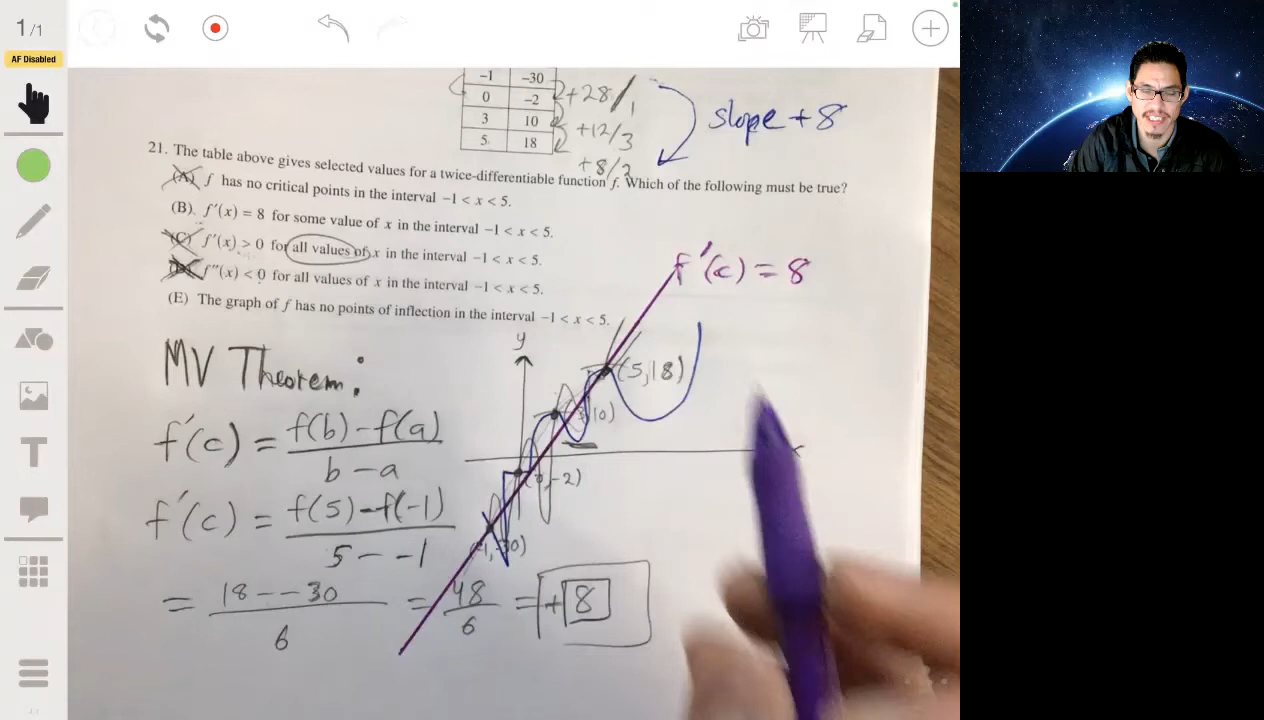 1/1
AF Disabled
-1 -30
0 -2
3 10
5 18
+28/1
+12/3
+8/2
slope +8
21. The table above gives selected values for a twice-differentiable function f. Which of the following must be true?
(A) f has no critical points in the interval -1 < x < 5.
(B) f'(x) = 8 for some value of x in the interval -1 < x < 5.
(C) f'(x) > 0 for all values of x in the interval -1 < x < 5.
(D) f"(x) < 0 for all values of x in the interval -1 < x < 5.
(E) The graph of f has no points of inflection in the interval -1 < x < 5.
f'(c) = 8
MV Theorem:
f'(c) = f(b)-f(a) / b-a
f'(c) = f(5)-f(-1) / 5--1
= 18--30 / 6 = 48 / 6 = +8
y
(5,18)
(3,10)
(0,-2)
(-1,-30)
T